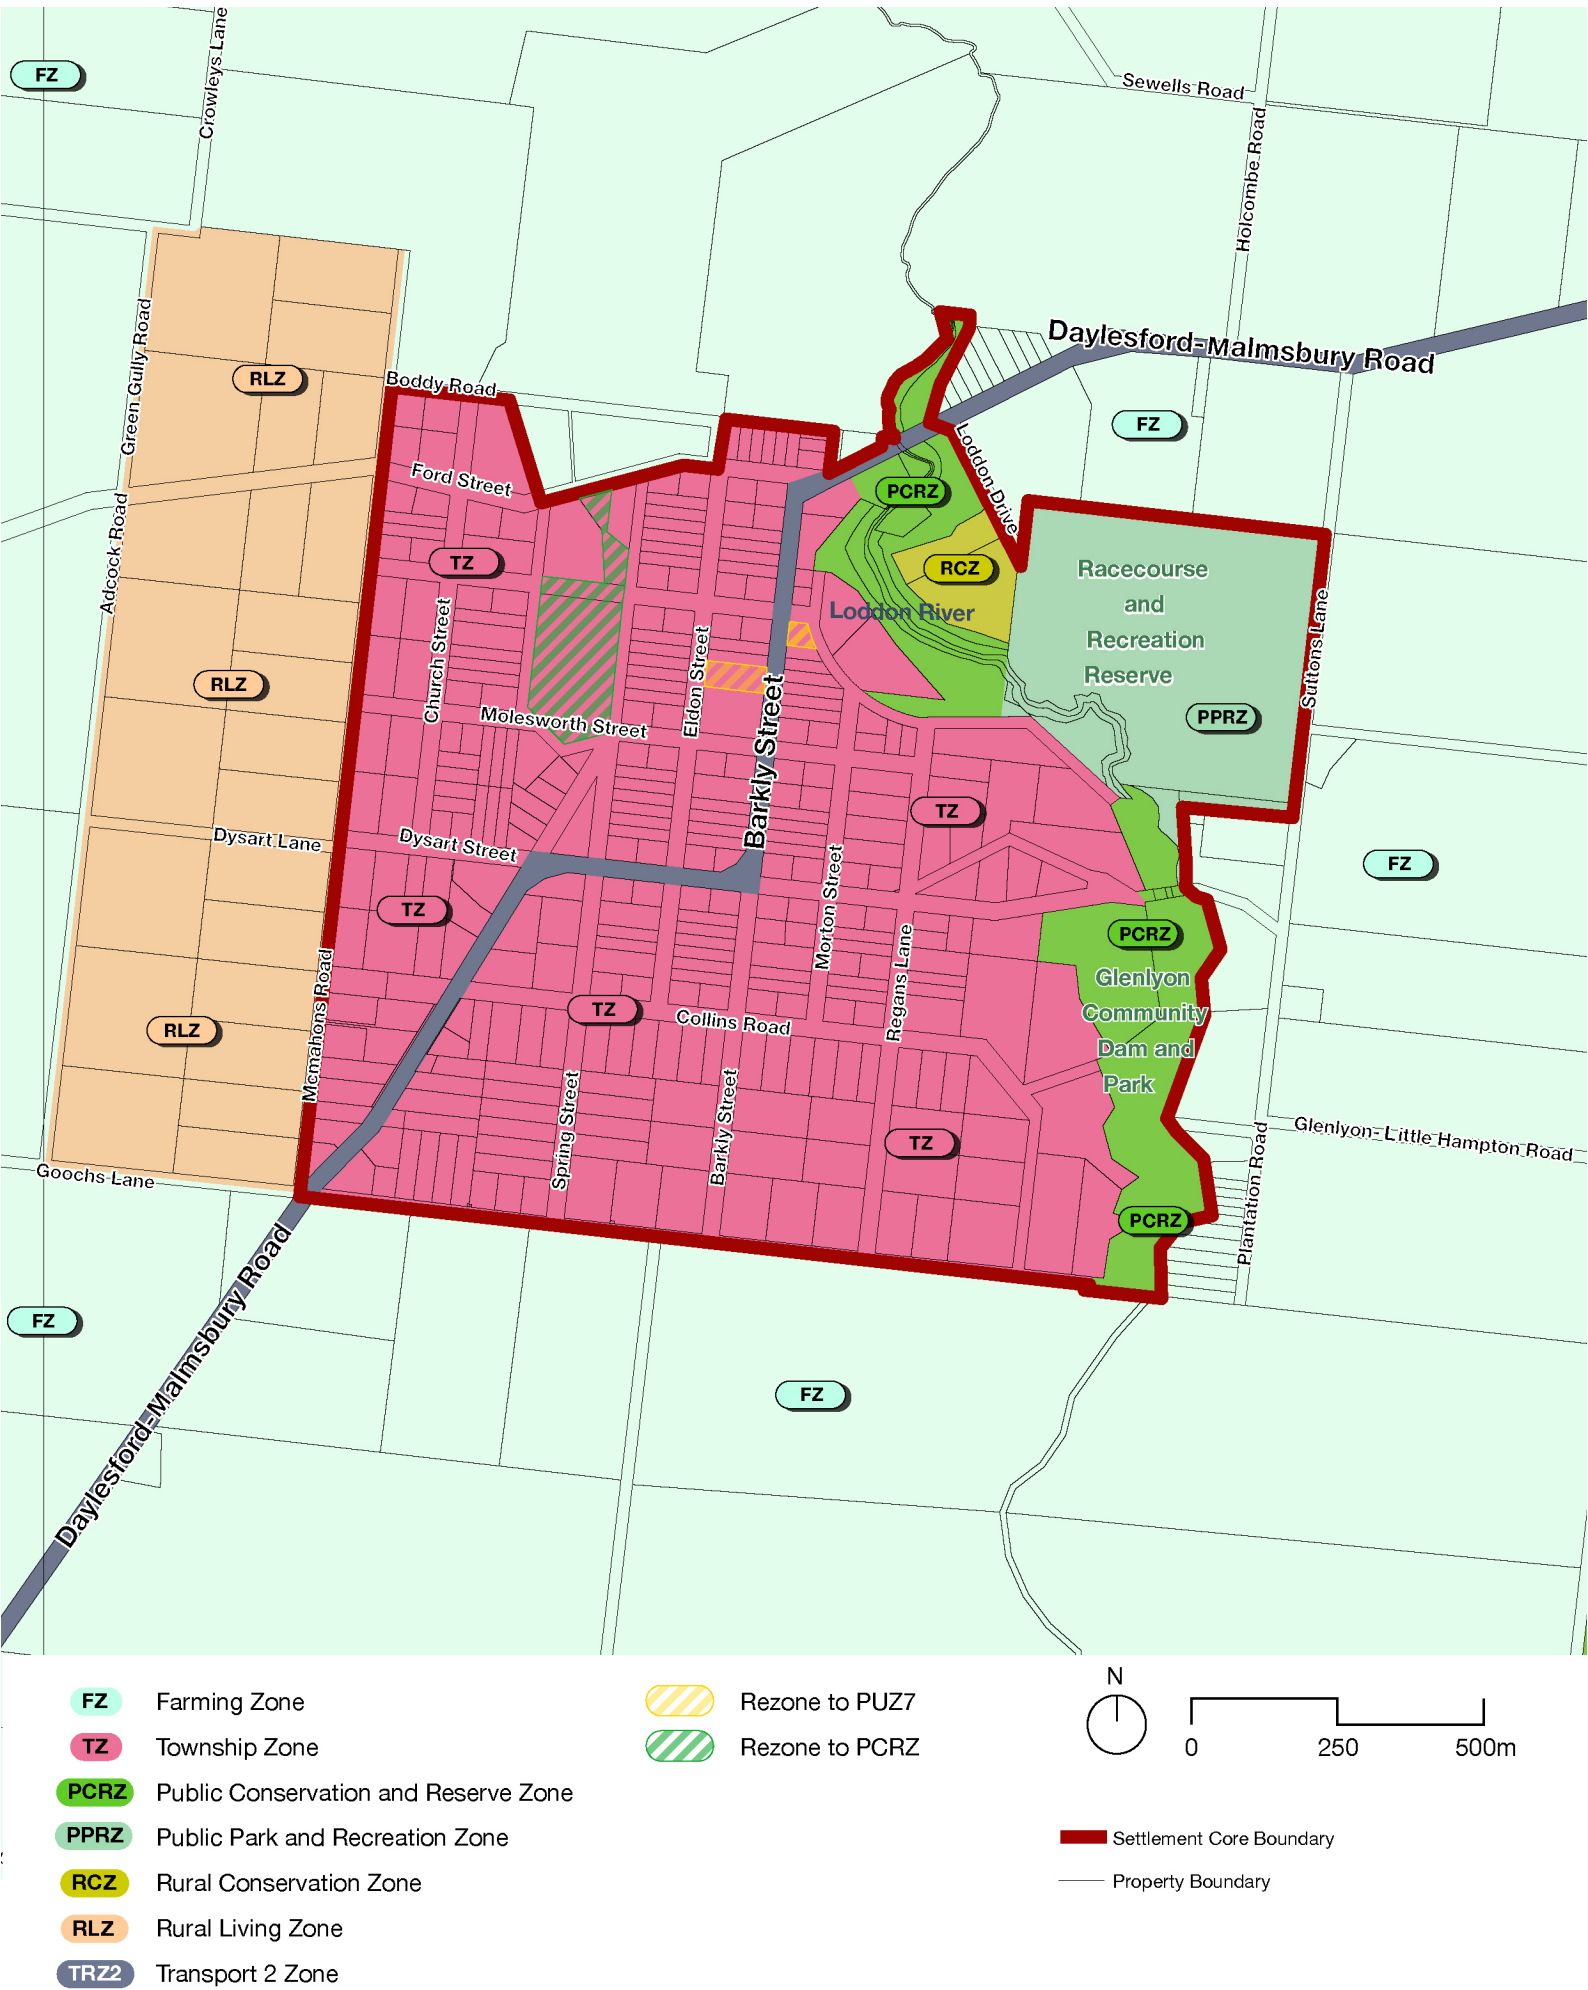 Crowleys Lane
FZ
Sewells Road
Holcombe Road
Daylesford-Malmsbury Road
Green Gully Road
RLZ
Boddy Road
FZ
Loddon Drive
Ford Street
PCRZ
Adcock Road
TZ
RCZ
Racecourse
and
Recreation
Reserve
Loddon River
Suttons Lane
Church Street
Eldon Street
RLZ
Molesworth Street
PPRZ
Barkly Street
TZ
Dysart Lane
Dysart Street
FZ
Morton Street
TZ
PCRZ
Regans Lane
Glenlyon
Community
Dam and
Park
Mcmahons Road
TZ
Collins Road
RLZ
Spring Street
Barkly Street
TZ
Glenlyon- Little Hampton Road
Plantation Road
Goochs Lane
PCRZ
Daylesford-Malmsbury Road
FZ
FZ
FZ Farming Zone
TZ Township Zone
PCRZ Public Conservation and Reserve Zone
PPRZ Public Park and Recreation Zone
RCZ Rural Conservation Zone
RLZ Rural Living Zone
TRZ2 Transport 2 Zone
Rezone to PUZ7
Rezone to PCRZ
N
0 250 500m
Settlement Core Boundary
Property Boundary